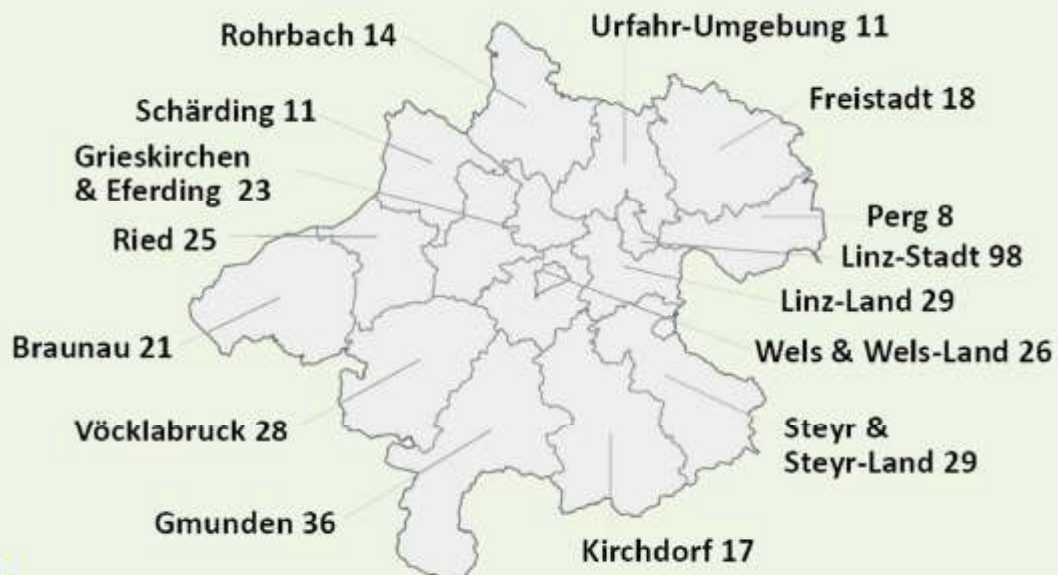 Urfahr-Umgebung 11
Rohrbach 14
Freistadt 18
Schärding 11
Grieskirchen
& Eferding 23
Perg 8
Ried 25
Linz-Stadt 98
Linz-Land 29
Braunau 21
Wels & Wels-Land 26
Vöcklabruck 28
Steyr &
Steyr-Land 29
Gmunden 36
Kirchdorf 17